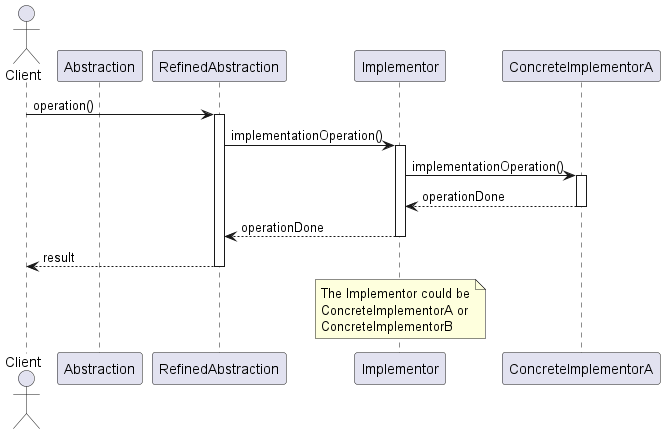 Client
Abstraction
RefinedAbstraction
Implementor
ConcreteImplementorA
operation()
implementationOperation()
implementationOperation()
operationDone
operationDone
result
The Implementor could be
ConcreteImplementorA or
ConcreteImplementorB
Client
Abstraction
RefinedAbstraction
Implementor
ConcreteImplementorA